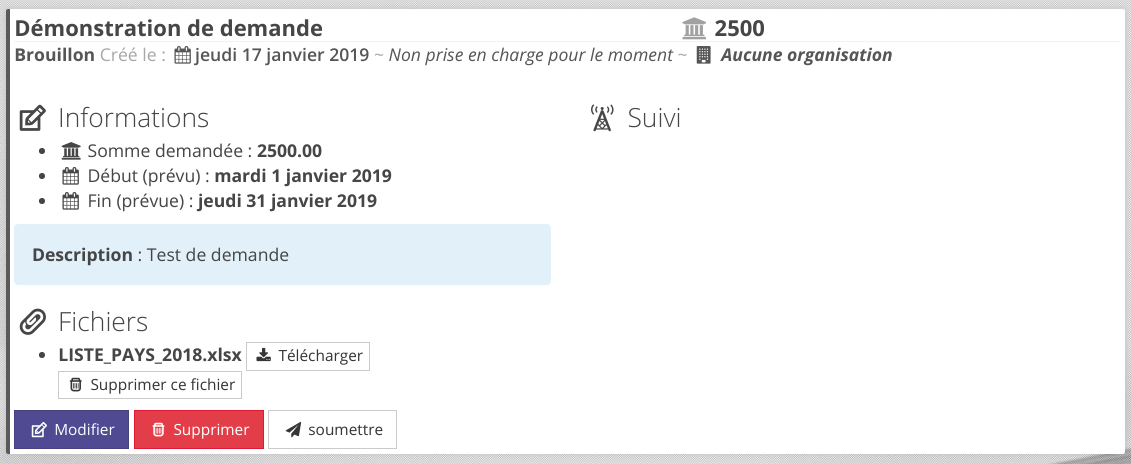 Démonstration de demande 2500
Brouillon Créé le : jeudi 17 janvier 2019 ~ Non prise en charge pour le moment ~ Aucune organisation
Informations
Suivi
Somme demandée : 2500.00
Début (prévu) : mardi 1 janvier 2019
Fin (prévue) : jeudi 31 janvier 2019
Description : Test de demande
Fichiers
LISTE_PAYS_2018.xlsx Télécharger
Supprimer ce fichier
Modifier Supprimer soumettre